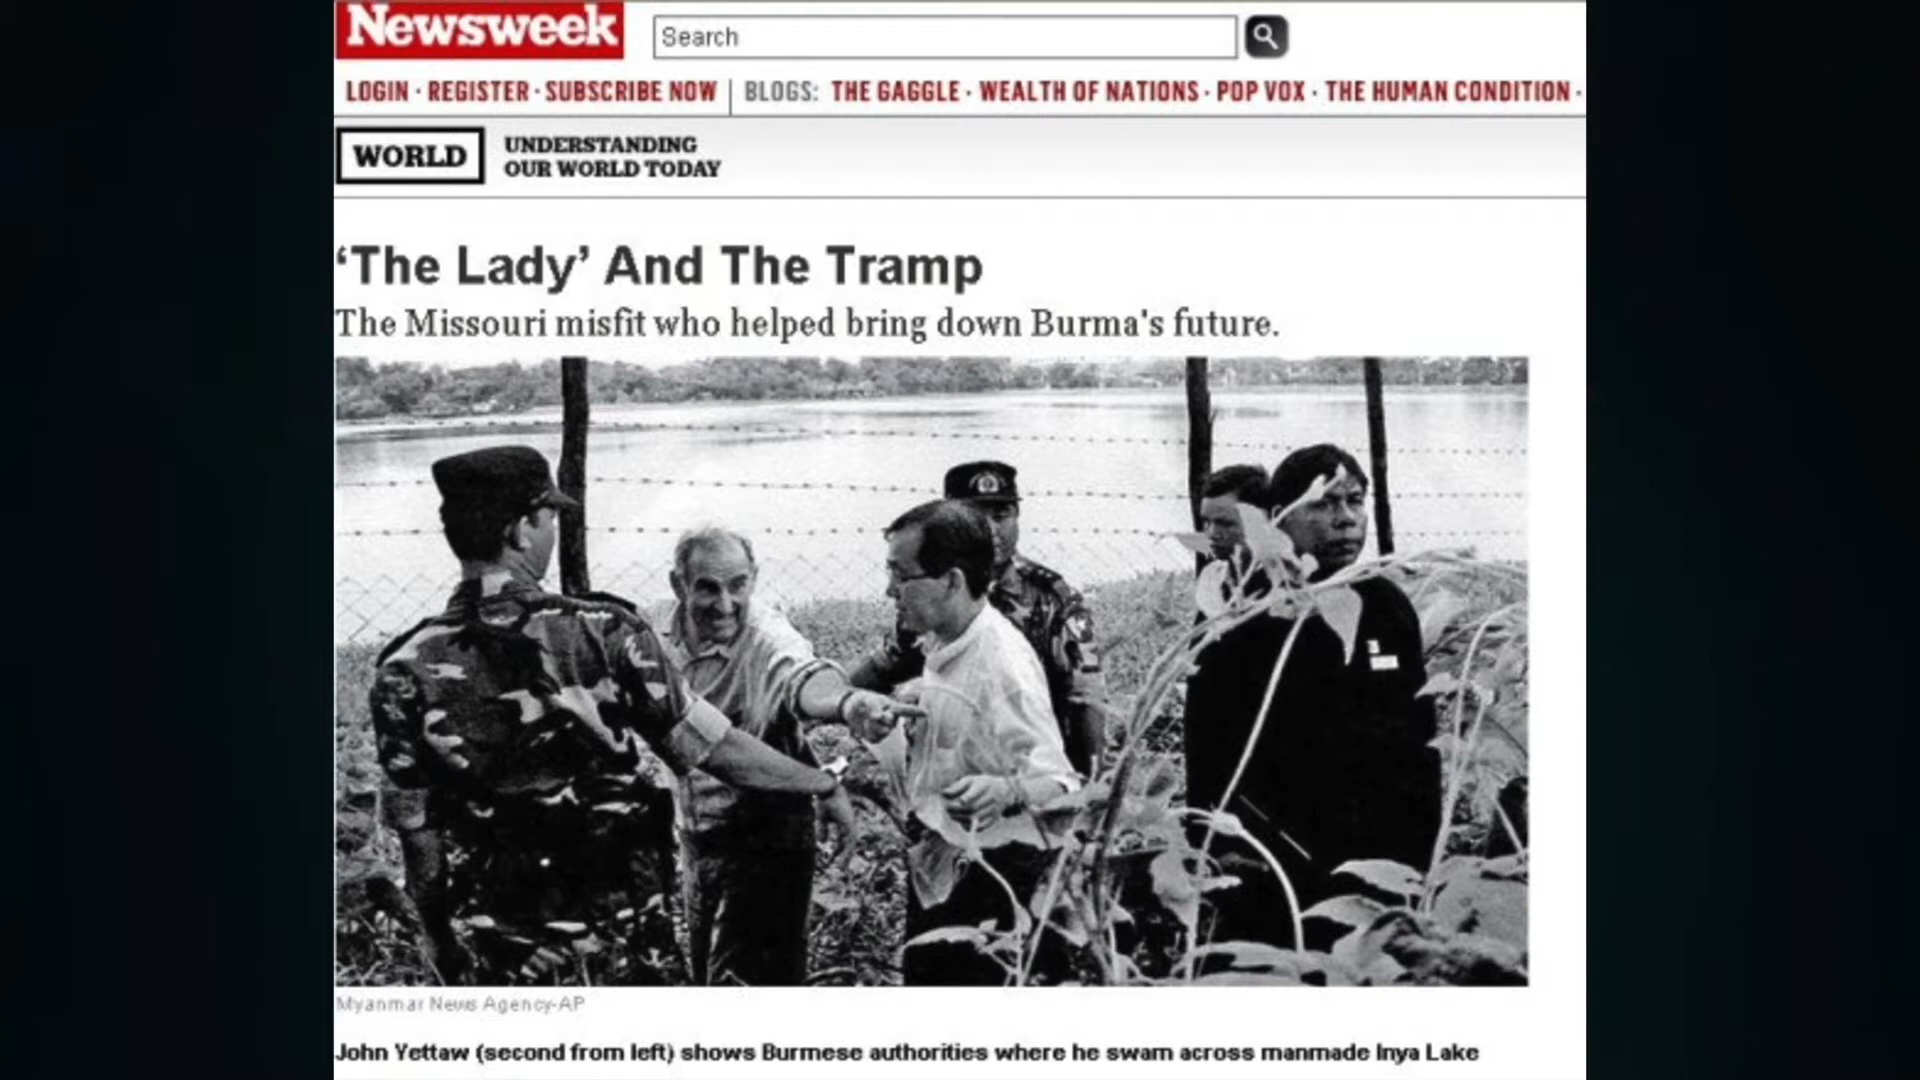 Newsweek
Search
LOGIN · REGISTER · SUBSCRIBE NOW
BLOGS: THE GAGGLE · WEALTH OF NATIONS · POP VOX · THE HUMAN CONDITION ·
WORLD
UNDERSTANDING
OUR WORLD TODAY
‘The Lady’ And The Tramp
The Missouri misfit who helped bring down Burma's future.
Myanmar News Agency-AP
John Yettaw (second from left) shows Burmese authorities where he swam across manmade Inya Lake